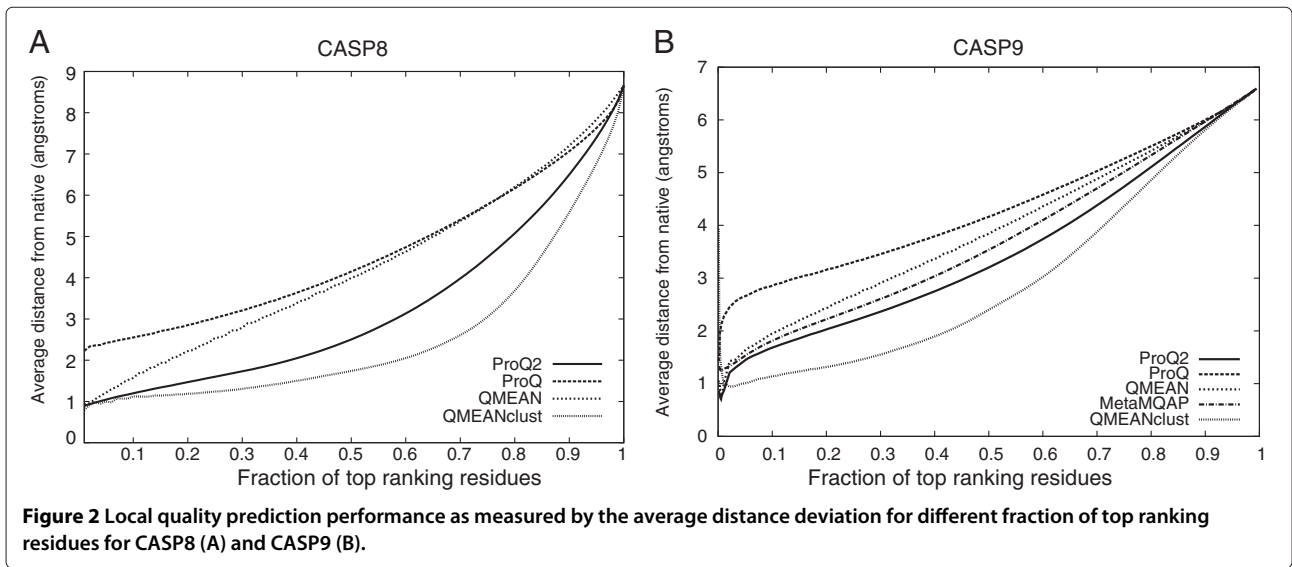 A
CASP8
Average distance from native (angstroms)
9
8
7
6
5
4
3
2
1
0
0.1 0.2 0.3 0.4 0.5 0.6 0.7 0.8 0.9 1
Fraction of top ranking residues
ProQ2
ProQ
QMEAN
QMEANclust
B
CASP9
Average distance from native (angstroms)
7
6
5
4
3
2
1
0
0 0.1 0.2 0.3 0.4 0.5 0.6 0.7 0.8 0.9 1
Fraction of top ranking residues
ProQ2
ProQ
QMEAN
MetaMQAP
QMEANclust
Figure 2 Local quality prediction performance as measured by the average distance deviation for different fraction of top ranking
residues for CASP8 (A) and CASP9 (B).